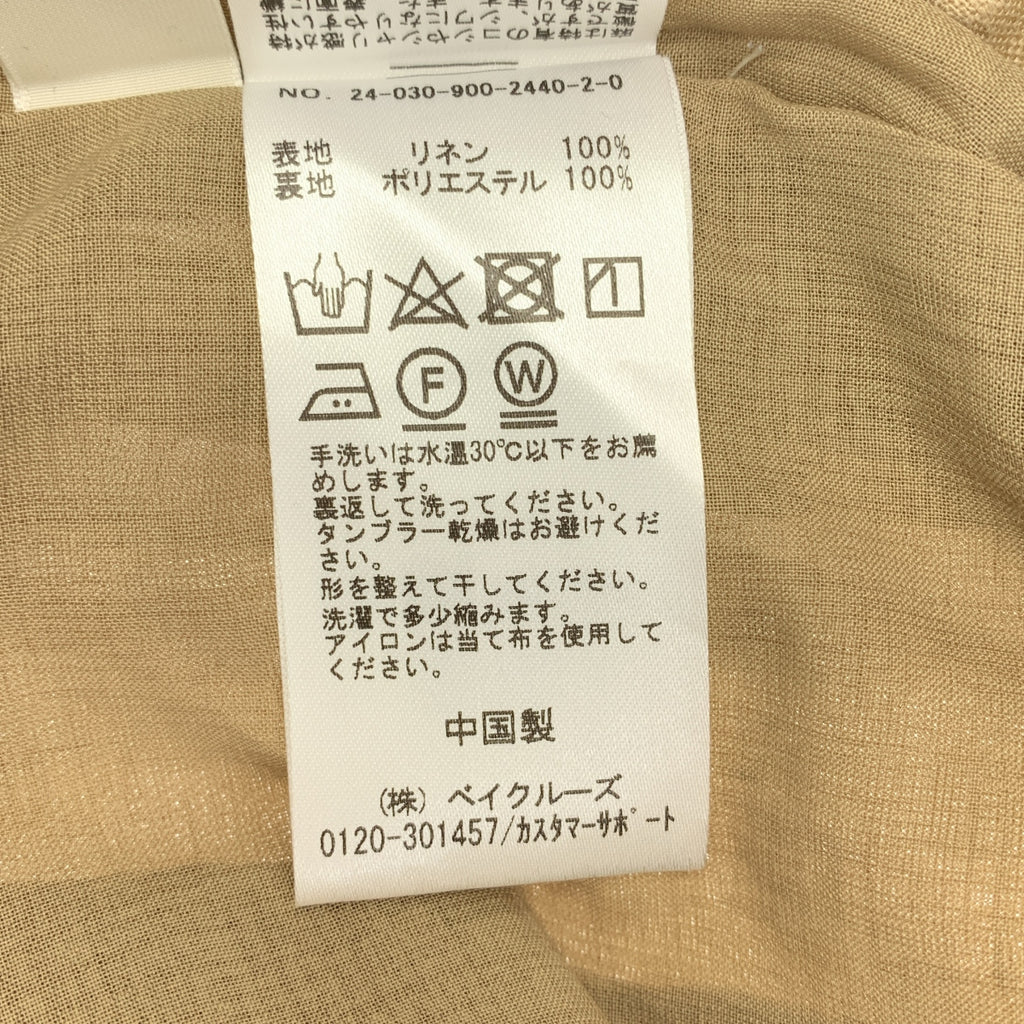 NO. 24-030-900-2440-2-0
表地 リネン 100%
裏地 ポリエステル 100%
F W
手洗いは水温30℃以下をお薦
めします。
裏返して洗ってください。
タンブラー乾燥はお避けくだ
さい。
形を整えて干してください。
洗濯で多少縮みます。
アイロンは当て布を使用して
ください。
中国製
(株) ベイクルーズ
0120-301457/カスタマーサポート